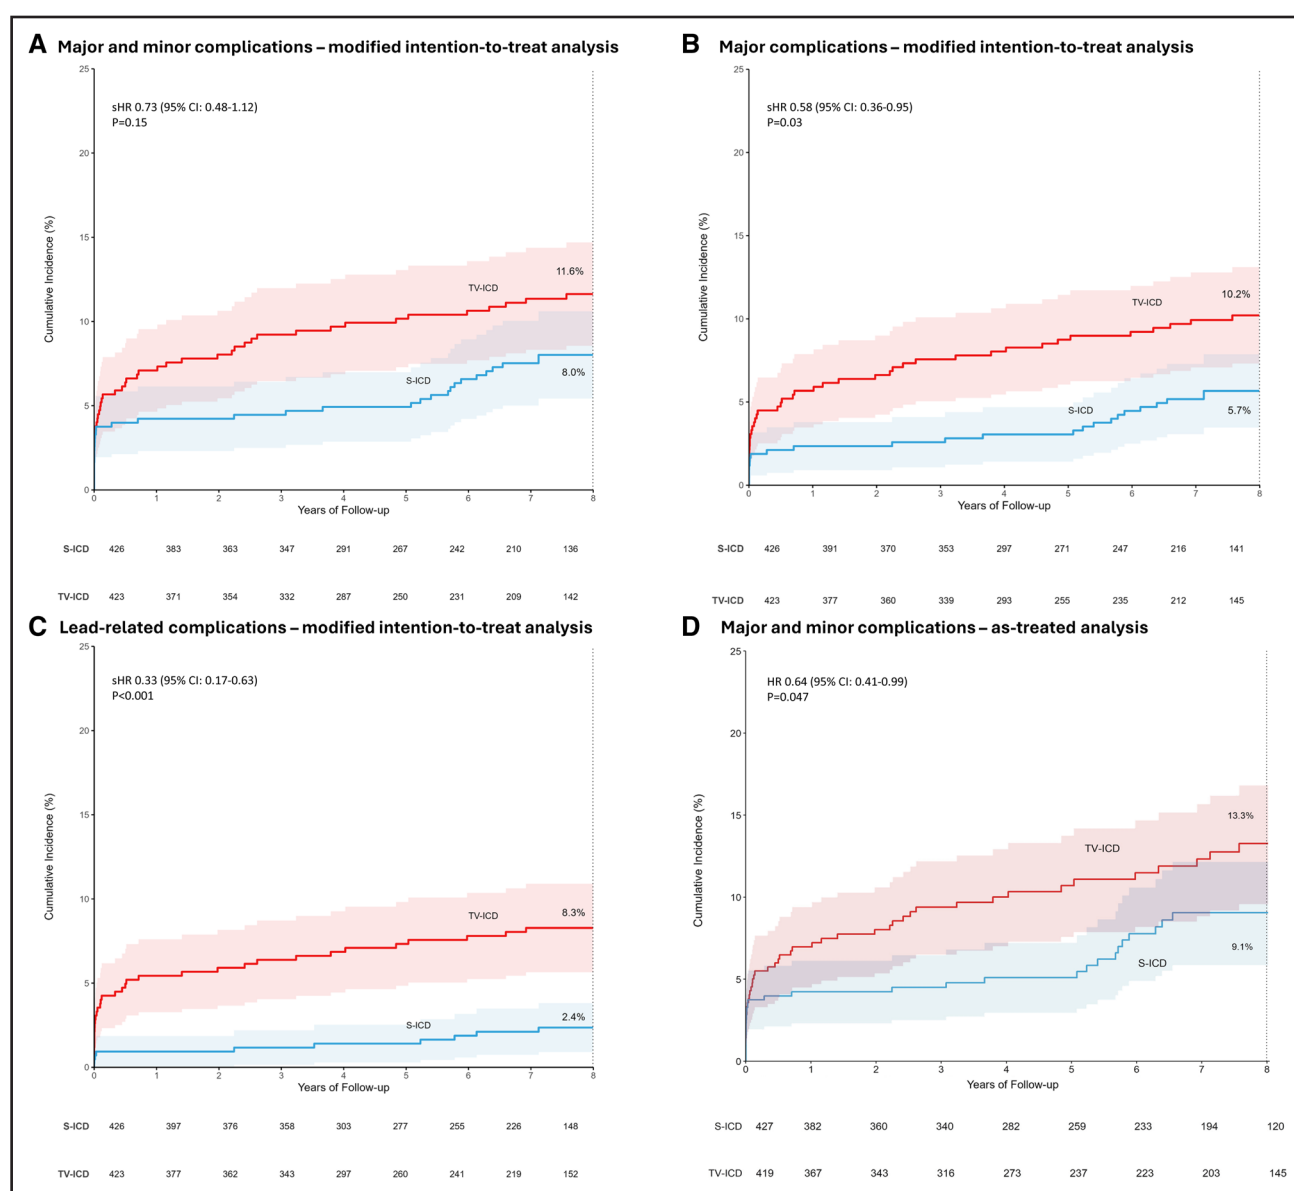 A Major and minor complications – modified intention-to-treat analysis
sHR 0.73 (95% CI: 0.48-1.12)
P=0.15
Cumulative Incidence (%)
25
20
15
10
5
0
TV-ICD
11.6%
S-ICD
8.0%
0 1 2 3 4 5 6 7 8
Years of Follow-up
S-ICD 426 383 363 347 291 267 242 210 136
TV-ICD 423 371 354 332 287 250 231 209 142
B Major complications – modified intention-to-treat analysis
sHR 0.58 (95% CI: 0.36-0.95)
P=0.03
Cumulative Incidence (%)
25
20
15
10
5
0
TV-ICD
10.2%
S-ICD
5.7%
0 1 2 3 4 5 6 7 8
Years of Follow-up
S-ICD 426 391 370 353 297 271 247 216 141
TV-ICD 423 377 360 339 293 255 235 212 145
C Lead-related complications – modified intention-to-treat analysis
sHR 0.33 (95% CI: 0.17-0.63)
P<0.001
Cumulative Incidence (%)
25
20
15
10
5
0
TV-ICD
8.3%
S-ICD
2.4%
0 1 2 3 4 5 6 7 8
Years of Follow-up
S-ICD 426 397 376 358 303 277 255 226 148
TV-ICD 423 377 362 343 297 260 241 219 152
D Major and minor complications – as-treated analysis
HR 0.64 (95% CI: 0.41-0.99)
P=0.047
Cumulative Incidence (%)
25
20
15
10
5
0
TV-ICD
13.3%
S-ICD
9.1%
0 1 2 3 4 5 6 7 8
Years of Follow-up
S-ICD 427 382 360 340 282 259 233 194 120
TV-ICD 419 367 343 316 273 237 223 203 145